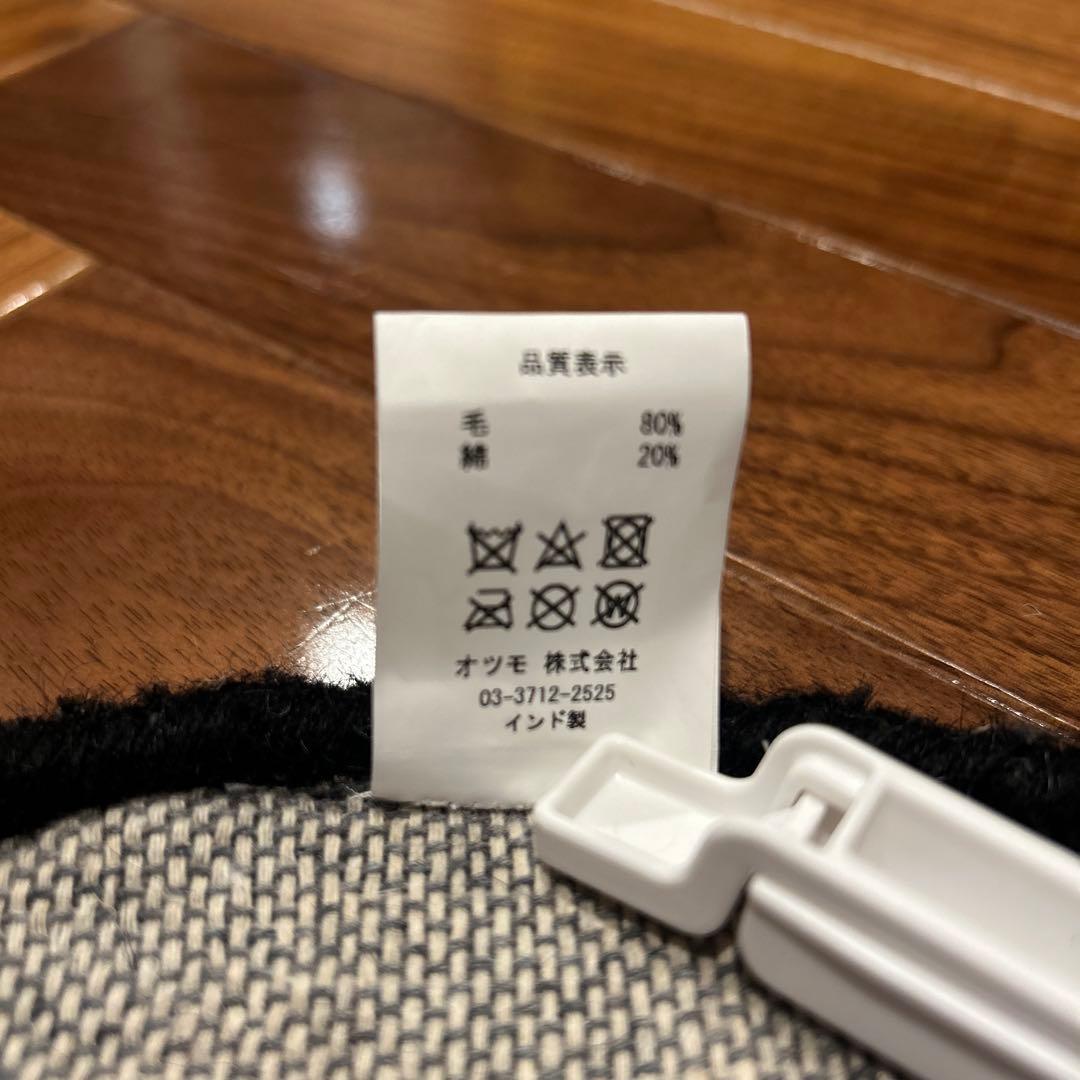 品質表示
毛 80%
綿 20%
オツモ 株式会社
03-3712-2525
インド製